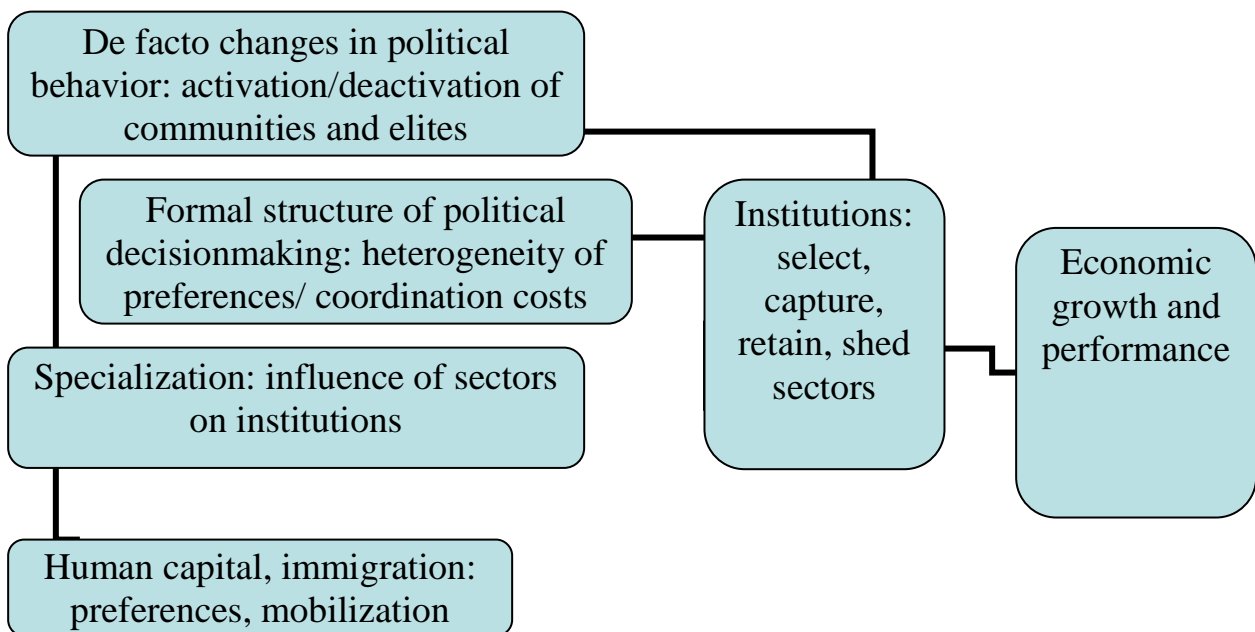 De facto changes in political
behavior: activation/deactivation of
communities and elites
Formal structure of political
decisionmaking: heterogeneity of
preferences/ coordination costs
Specialization: influence of sectors
on institutions
Human capital, immigration:
preferences, mobilization
Institutions:
select,
capture,
retain, shed
sectors
Economic
growth and
performance